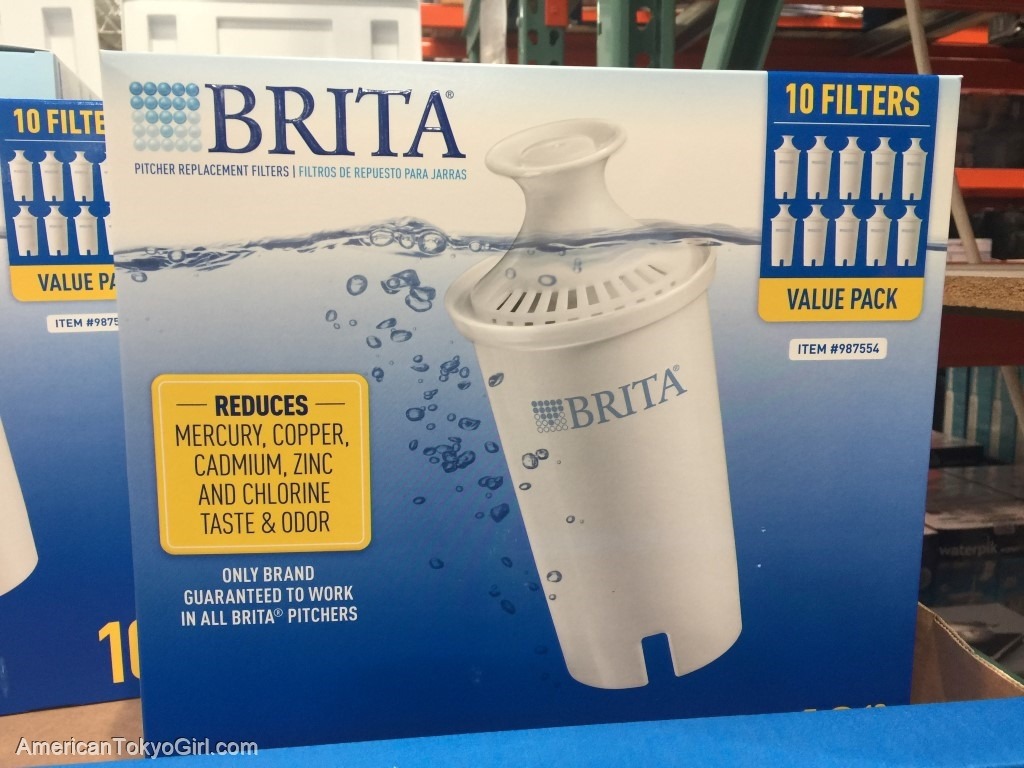 BRITA®
PITCHER REPLACEMENT FILTERS | FILTROS DE REPUESTO PARA JARRAS
10 FILTERS
VALUE PACK
ITEM #987554
REDUCES
MERCURY, COPPER,
CADMIUM, ZINC
AND CHLORINE
TASTE & ODOR
ONLY BRAND
GUARANTEED TO WORK
IN ALL BRITA® PITCHERS
BRITA®
10 FILTE
VALUE PA
ITEM #9875
10
waterpik
AmericanTokyoGirl.com